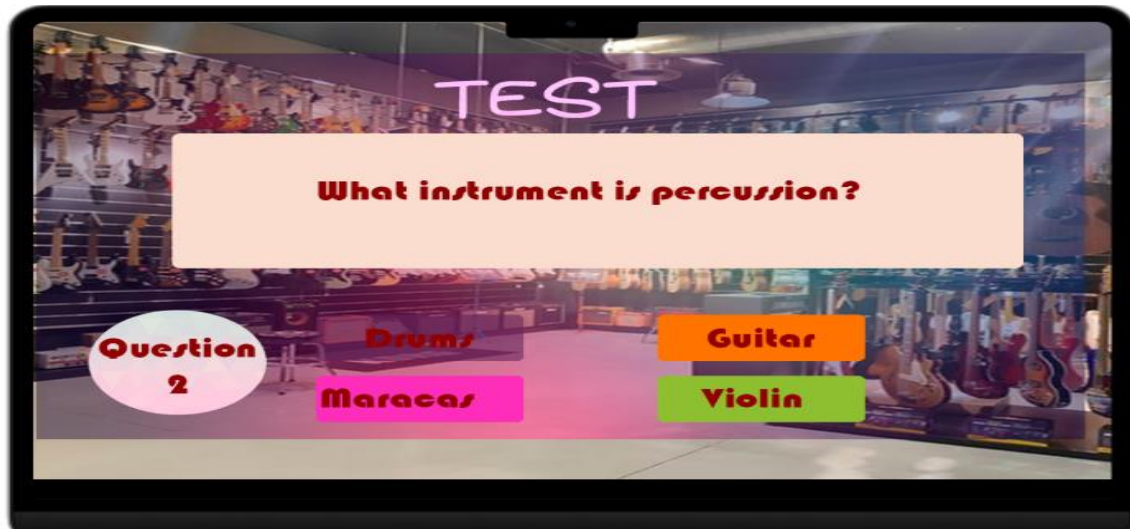 TEST
What instrument is percussion?
Question
2
Drums
Guitar
Maracas
Violin